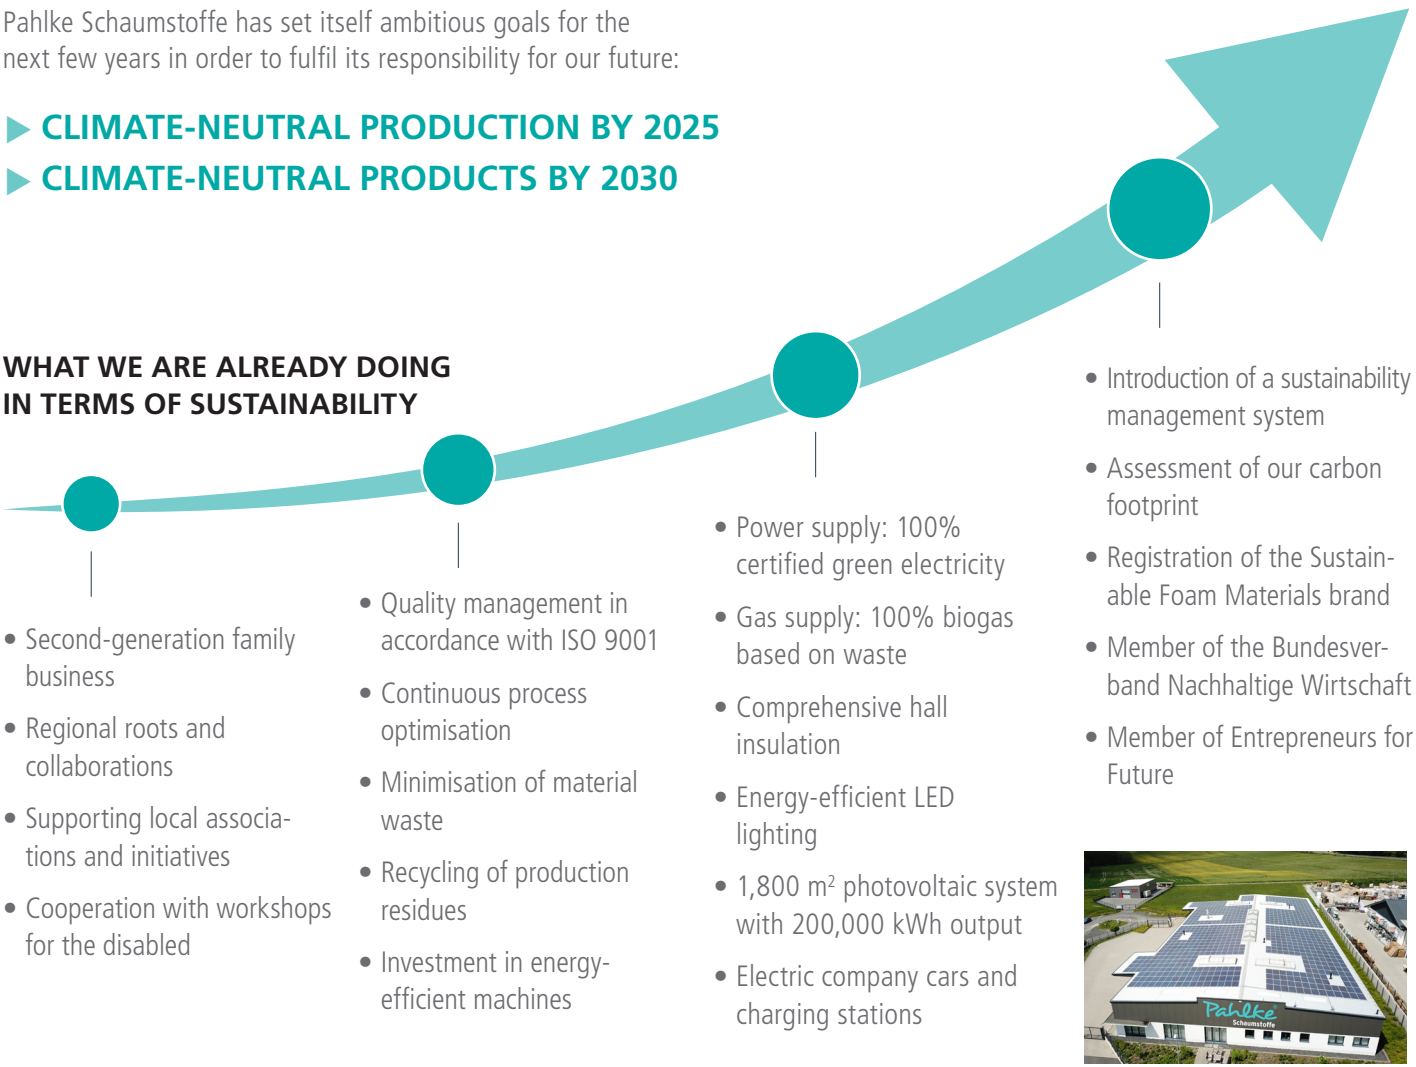 Pahlke Schaumstoffe has set itself ambitious goals for the
next few years in order to fulfil its responsibility for our future:
CLIMATE-NEUTRAL PRODUCTION BY 2025
CLIMATE-NEUTRAL PRODUCTS BY 2030
WHAT WE ARE ALREADY DOING
IN TERMS OF SUSTAINABILITY
• Second-generation family
business
• Regional roots and
collaborations
• Supporting local associa-
tions and initiatives
• Cooperation with workshops
for the disabled
• Quality management in
accordance with ISO 9001
• Continuous process
optimisation
• Minimisation of material
waste
• Recycling of production
residues
• Investment in energy-
efficient machines
• Power supply: 100%
certified green electricity
• Gas supply: 100% biogas
based on waste
• Comprehensive hall
insulation
• Energy-efficient LED
lighting
• 1,800 m² photovoltaic system
with 200,000 kWh output
• Electric company cars and
charging stations
• Introduction of a sustainability
management system
• Assessment of our carbon
footprint
• Registration of the Sustain-
able Foam Materials brand
• Member of the Bundesver-
band Nachhaltige Wirtschaft
• Member of Entrepreneurs for
Future
Pahlke
Schaumstoffe